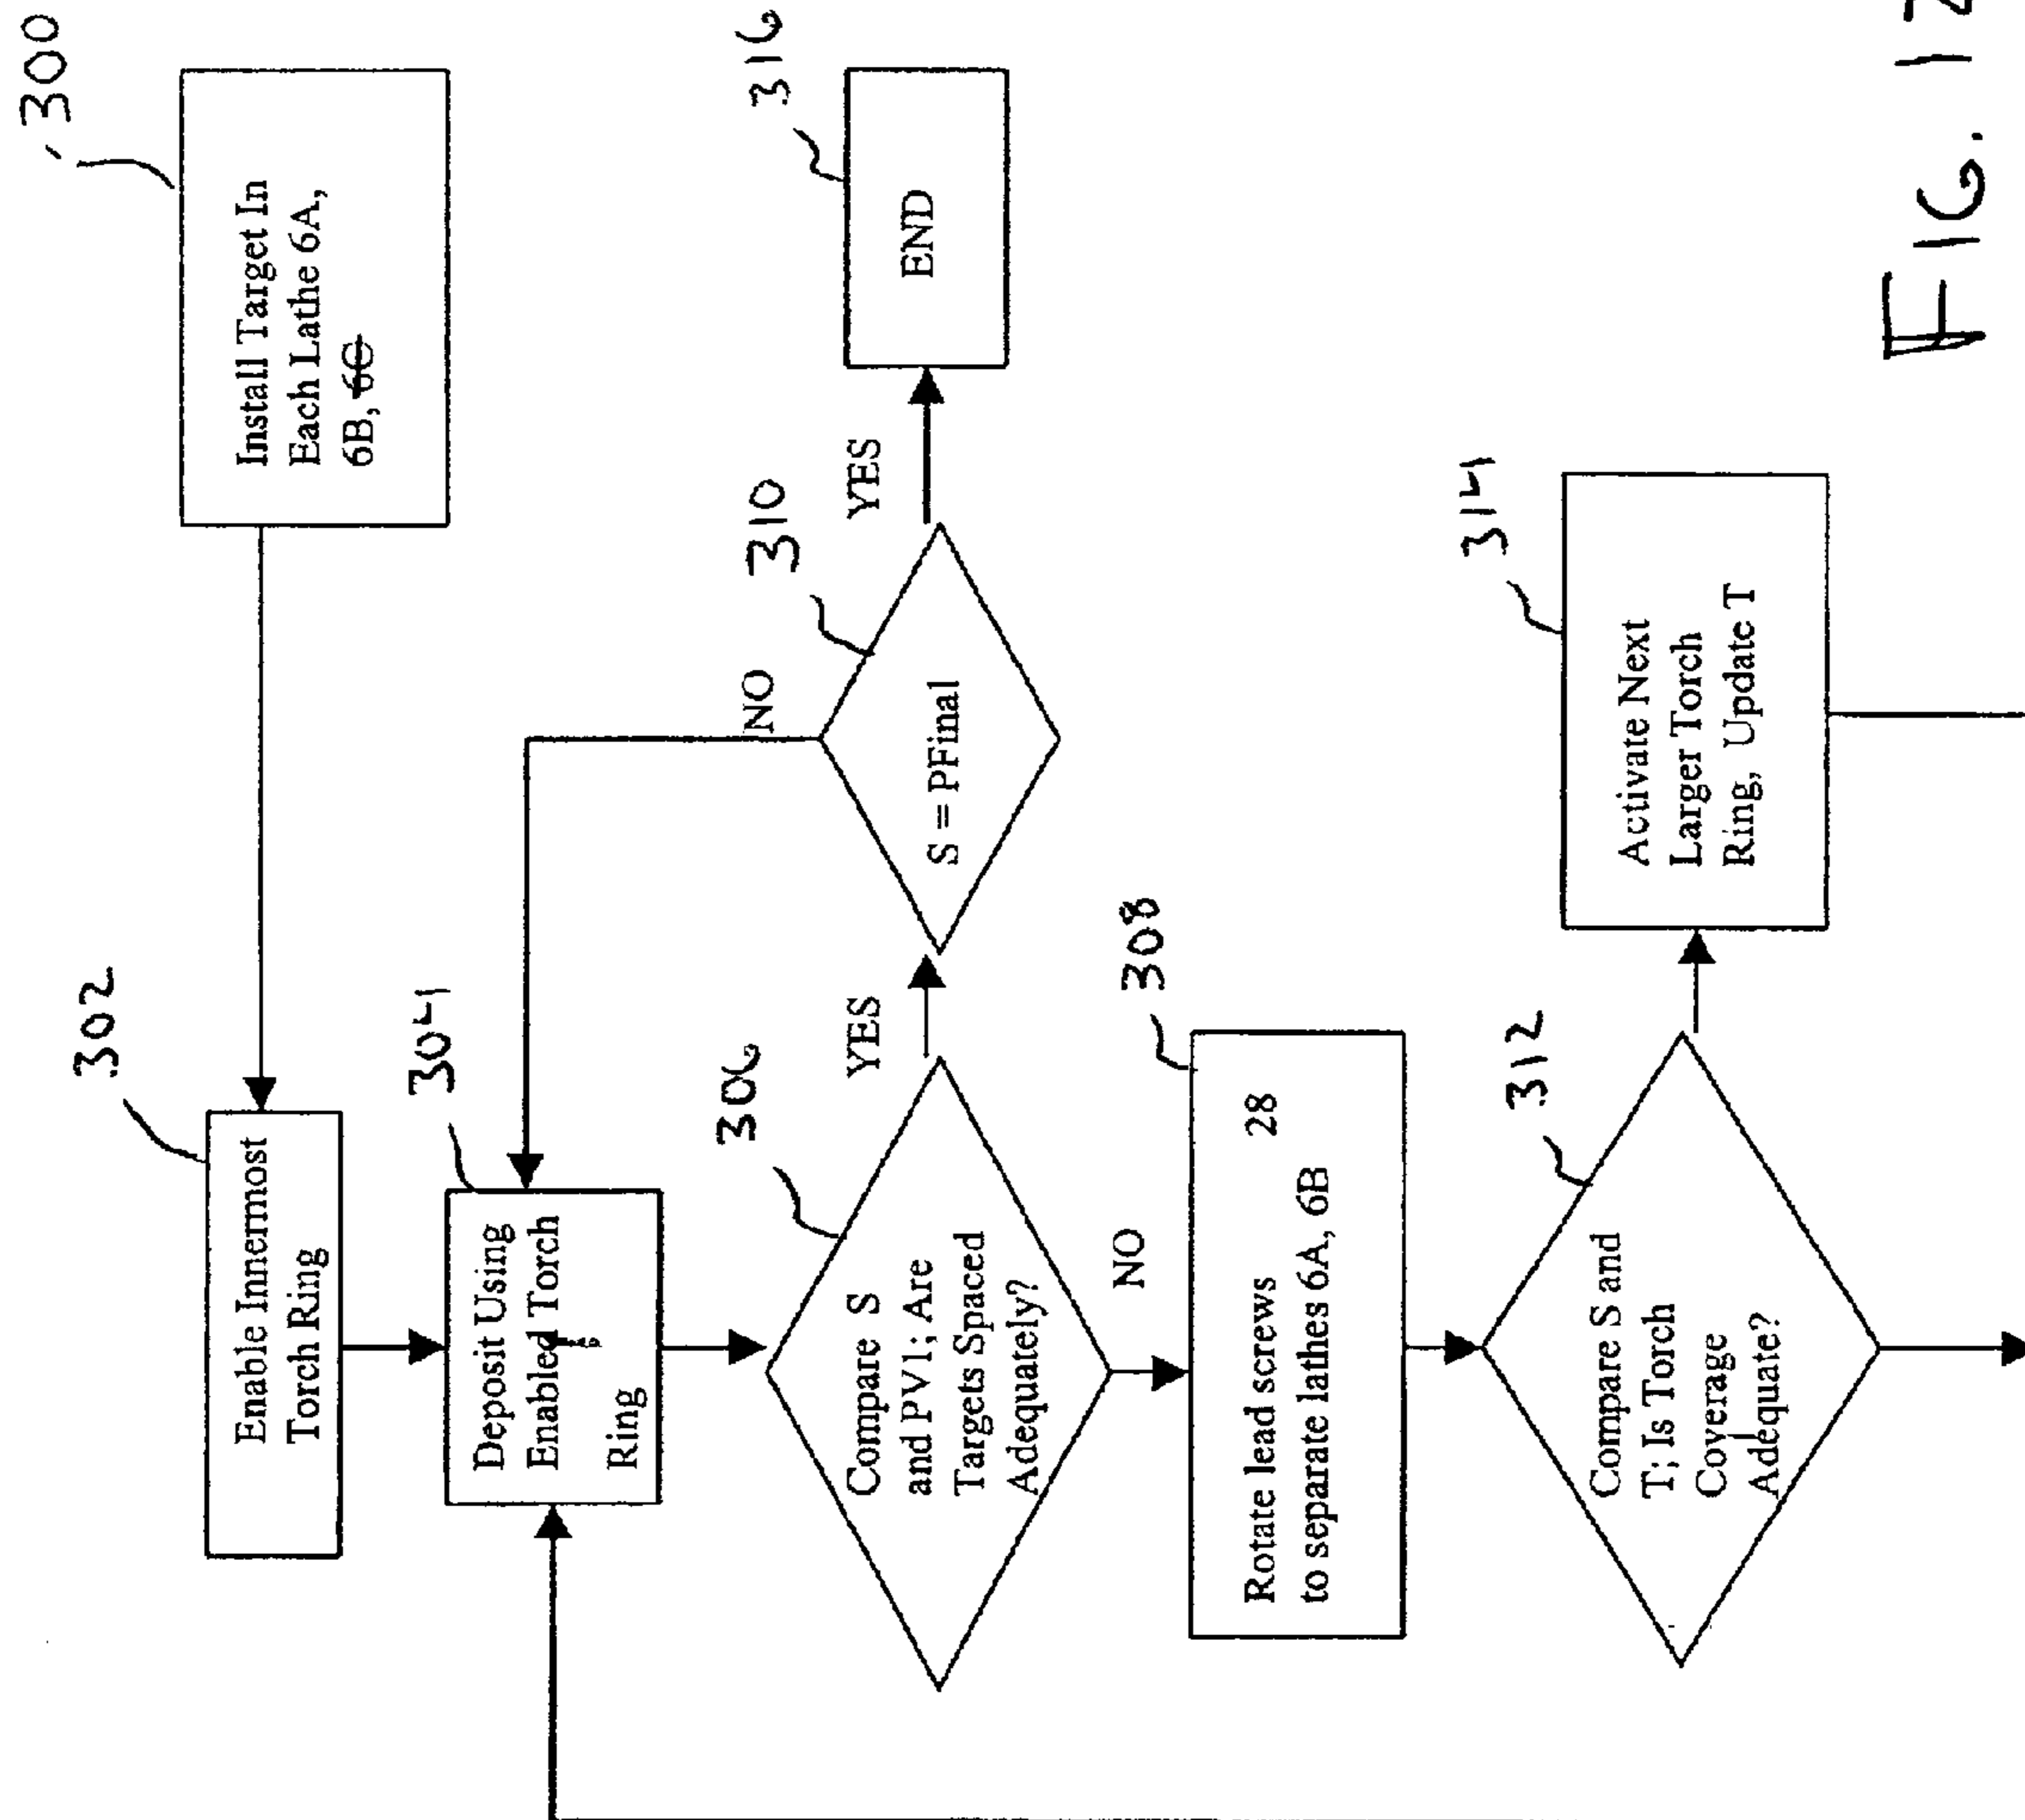 300
Install Target In
Each Lathe 6A,
6B, 6C
302
Enable Innermost
Torch Ring
304
Deposit Using
Enabled Torch
Ring
306
Compare S
and PV1; Are
Targets Spaced
Adequately?
YES
NO
310
S = PFinal
NO
YES
316
END
308
Rotate lead screws 28
to separate lathes 6A, 6B
312
Compare S and
T; Is Torch
Coverage
Adequate?
314
Activate Next
Larger Torch
Ring, Update T
FIG. 12